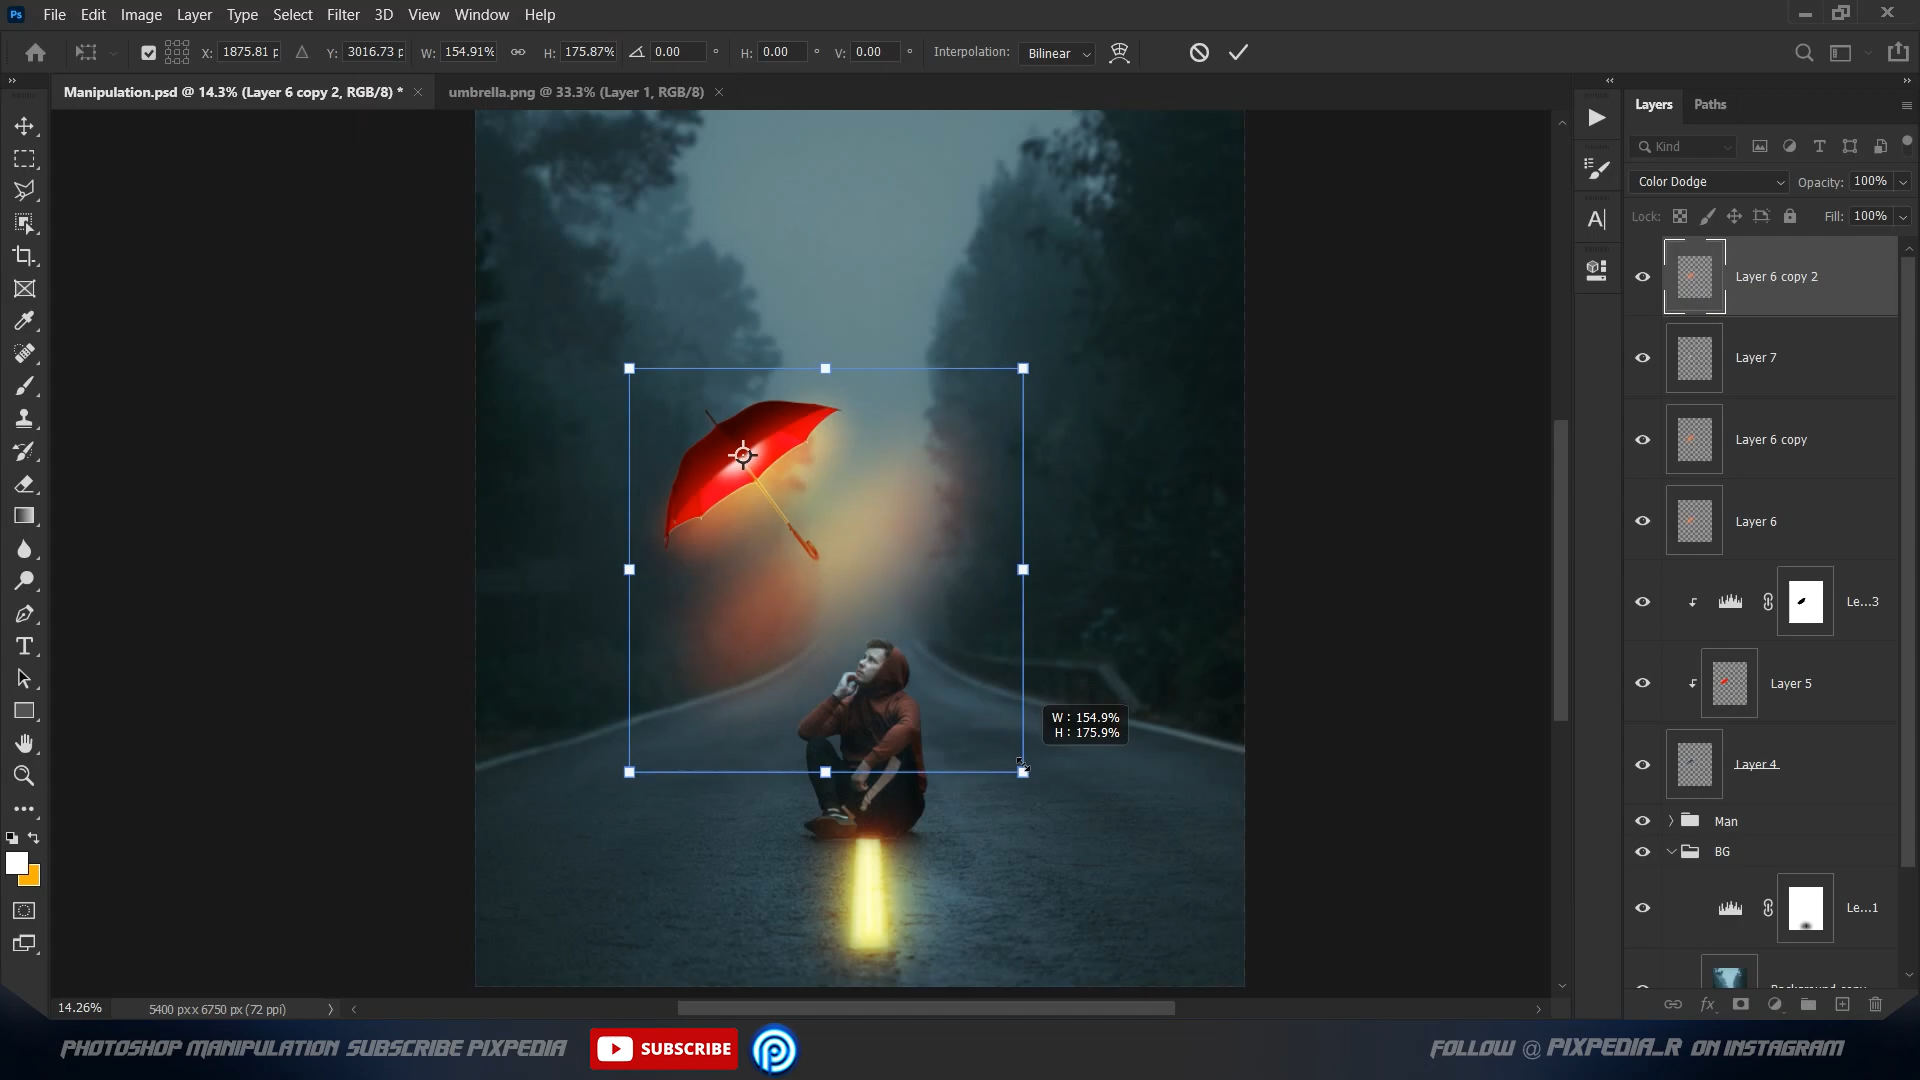 Ps File Edit Image Layer Type Select Filter 3D View Window Help
X: 1875.81 p Y: 3016.73 p W: 154.91% H: 175.87% 0.00 ° H: 0.00 ° V: 0.00 ° Interpolation: Bilinear
Manipulation.psd @ 14.3% (Layer 6 copy 2, RGB/8) *
umbrella.png @ 33.3% (Layer 1, RGB/8)
Layers Paths
Kind
Color Dodge Opacity: 100%
Lock: Fill: 100%
Layer 6 copy 2
Layer 7
Layer 6 copy
Layer 6
Le...3
Layer 5
W : 154.9%
H : 175.9%
Layer 4
Man
BG
Le...1
Background copy
14.26% 5400 px x 6750 px (72 ppi)
PHOTOSHOP MANIPULATION SUBSCRIBE PIXPEDIA
SUBSCRIBE
FOLLOW @ PIXPEDIA_R ON INSTAGRAM